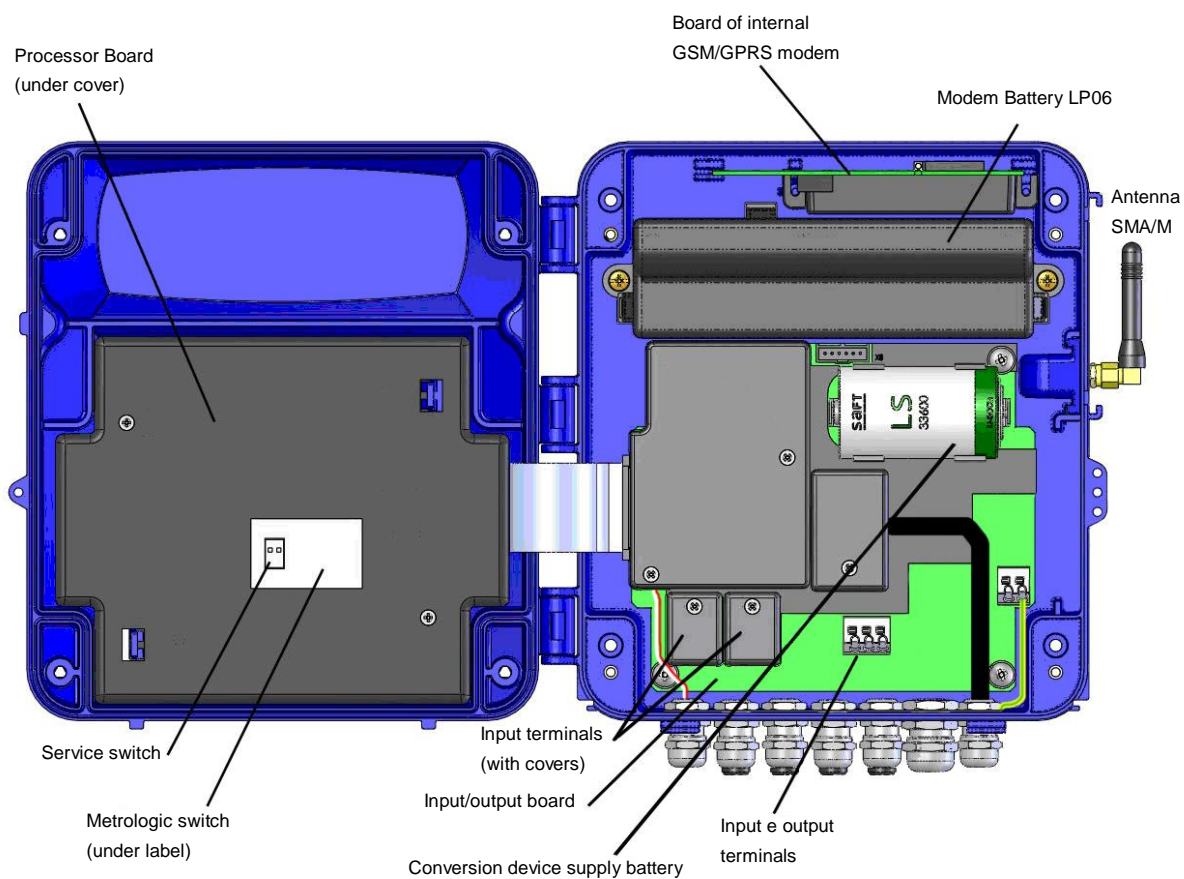 Board of internal
GSM/GPRS modem
Processor Board
(under cover)
Modem Battery LP06
Antenna
SMA/M
X8
SAFT
LS
33600
Service switch
Metrologic switch
(under label)
Input terminals
(with covers)
Input/output board
Conversion device supply battery
Input e output
terminals